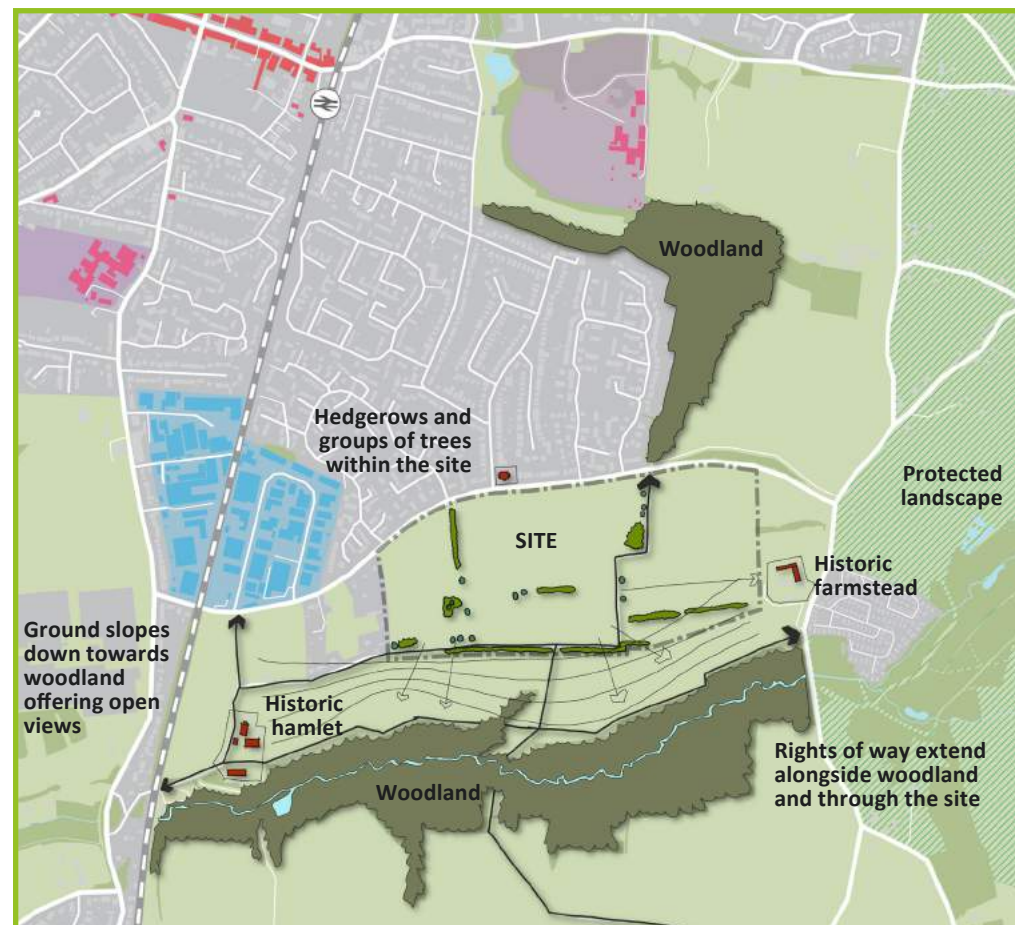 Woodland
Hedgerows and
groups of trees
within the site
Protected
landscape
SITE
Historic
farmstead
Ground slopes
down towards
woodland
offering open
views
Historic
hamlet
Rights of way extend
alongside woodland
and through the site
Woodland